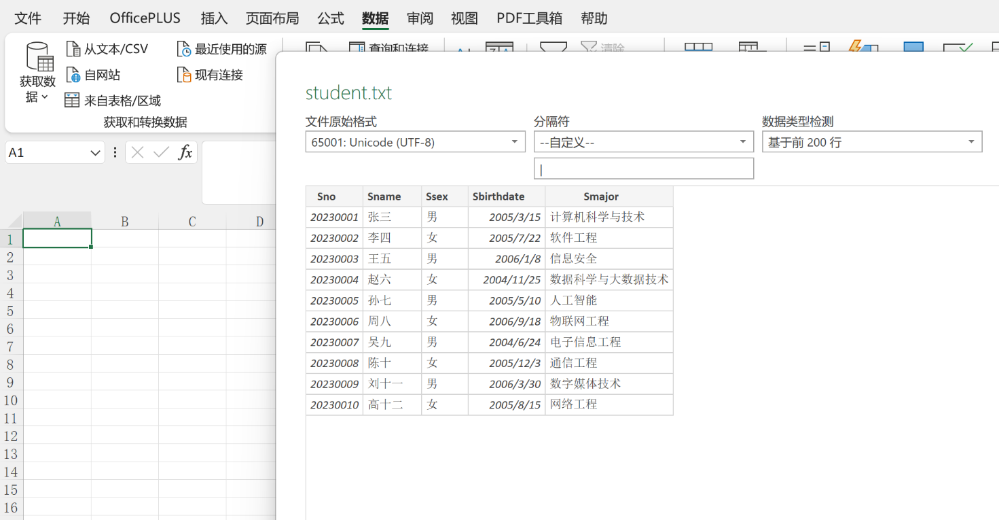 文件 开始 OfficePLUS 插入 页面布局 公式 数据 审阅 视图 PDF工具箱 帮助
获取数据
从文本/CSV
自网站
来自表格/区域
最近使用的源
现有连接
获取和转换数据
查询和连接
清除
A1
fx
A B C D
1
2
3
4
5
6
7
8
9
10
11
12
13
14
15
16
student.txt
文件原始格式 分隔符 数据类型检测
65001: Unicode (UTF-8) --自定义-- 基于前 200 行
|
Sno Sname Ssex Sbirthdate Smajor
20230001 张三 男 2005/3/15 计算机科学与技术
20230002 李四 女 2005/7/22 软件工程
20230003 王五 男 2006/1/8 信息安全
20230004 赵六 女 2004/11/25 数据科学与大数据技术
20230005 孙七 男 2005/5/10 人工智能
20230006 周八 女 2006/9/18 物联网工程
20230007 吴九 男 2004/6/24 电子信息工程
20230008 陈十 女 2005/12/3 通信工程
20230009 刘十一 男 2006/3/30 数字媒体技术
20230010 高十二 女 2005/8/15 网络工程